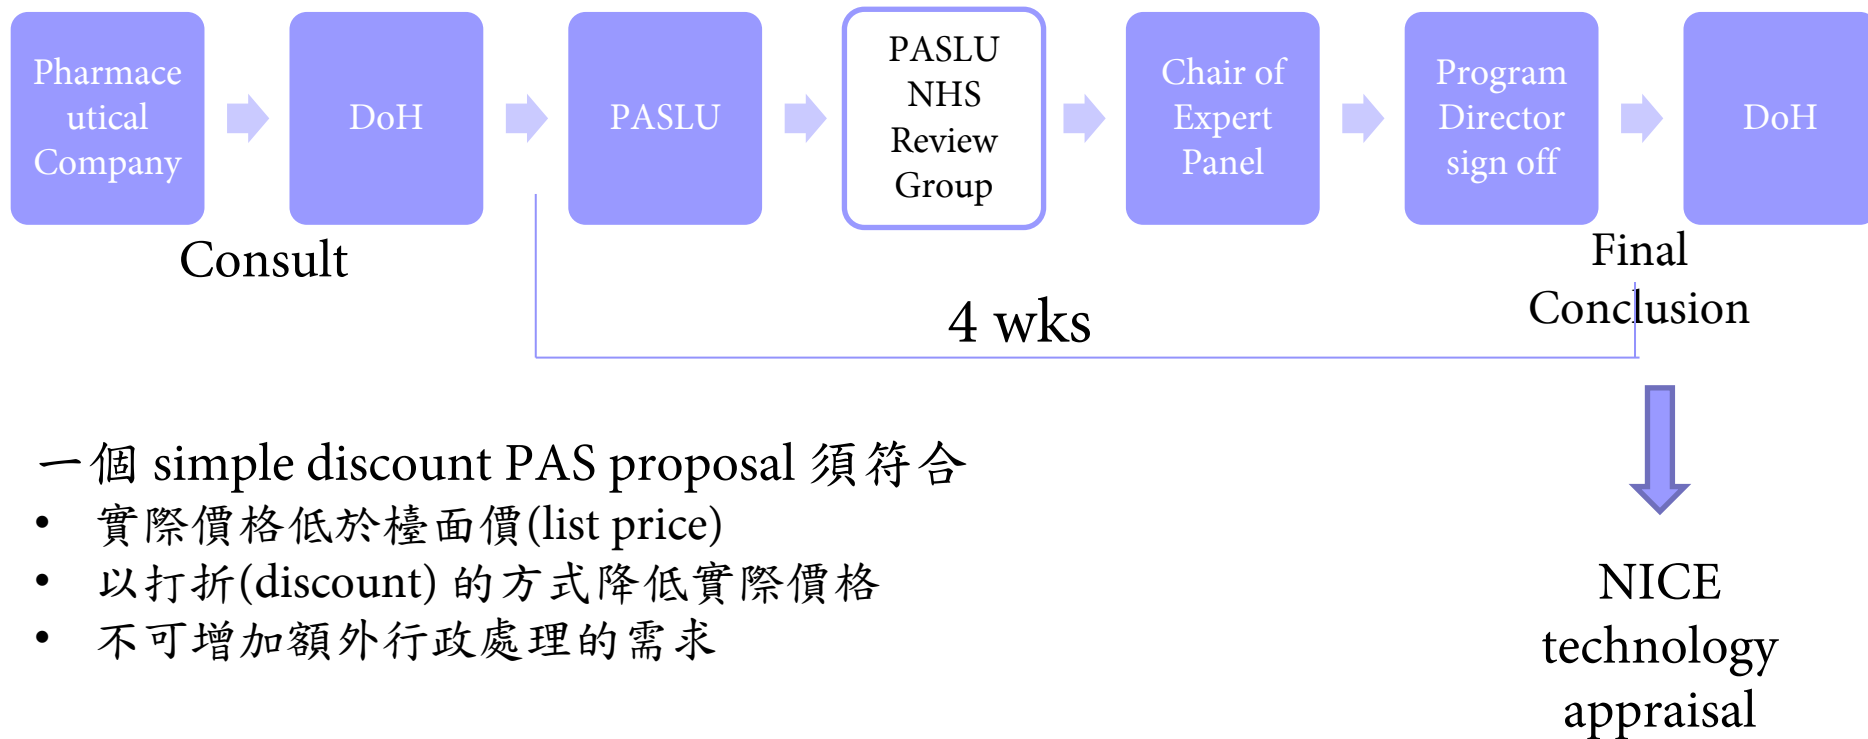 Pharmace
utical
Company
DoH
PASLU
PASLU
NHS
Review
Group
Chair of
Expert
Panel
Program
Director
sign off
DoH
Consult
Final
Conclusion
4 wks
一個 simple discount PAS proposal 須符合
• 實際價格低於檯面價(list price)
• 以打折(discount) 的方式降低實際價格
• 不可增加額外行政處理的需求
NICE
technology
appraisal